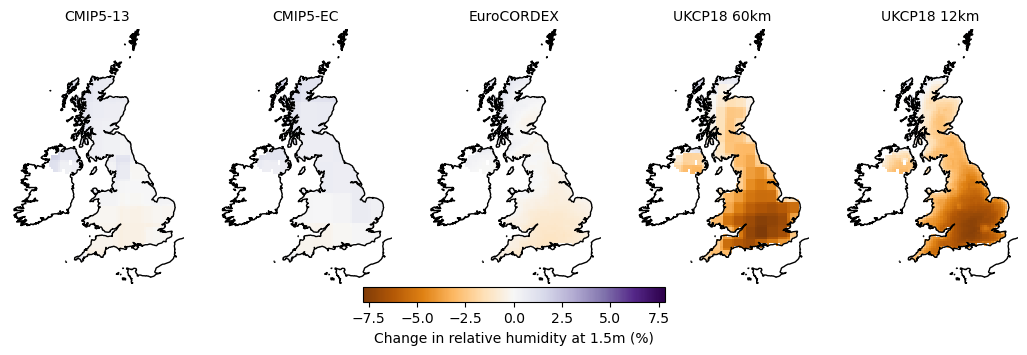 CMIP5-13 CMIP5-EC EuroCORDEX UKCP18 60km UKCP18 12km
−7.5 −5.0 −2.5 0.0 2.5 5.0 7.5
Change in relative humidity at 1.5m (%)